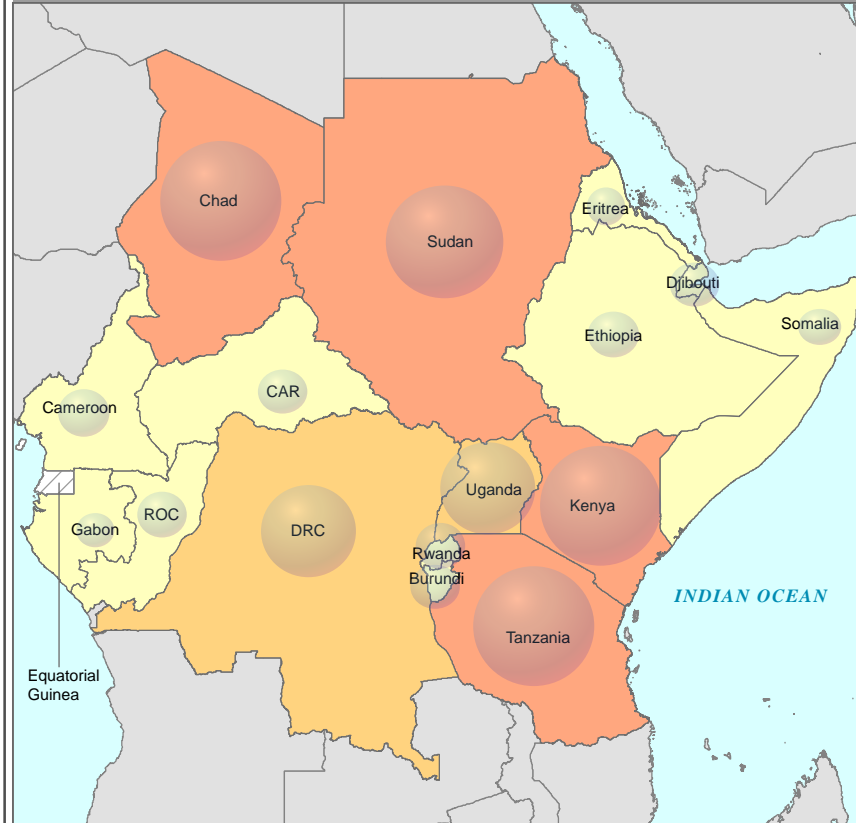 Chad
Sudan
Eritrea
Djibouti
Somalia
Ethiopia
CAR
Cameroon
Uganda
Kenya
ROC
Gabon
DRC
Rwanda
Burundi
INDIAN OCEAN
Tanzania
Equatorial
Guinea